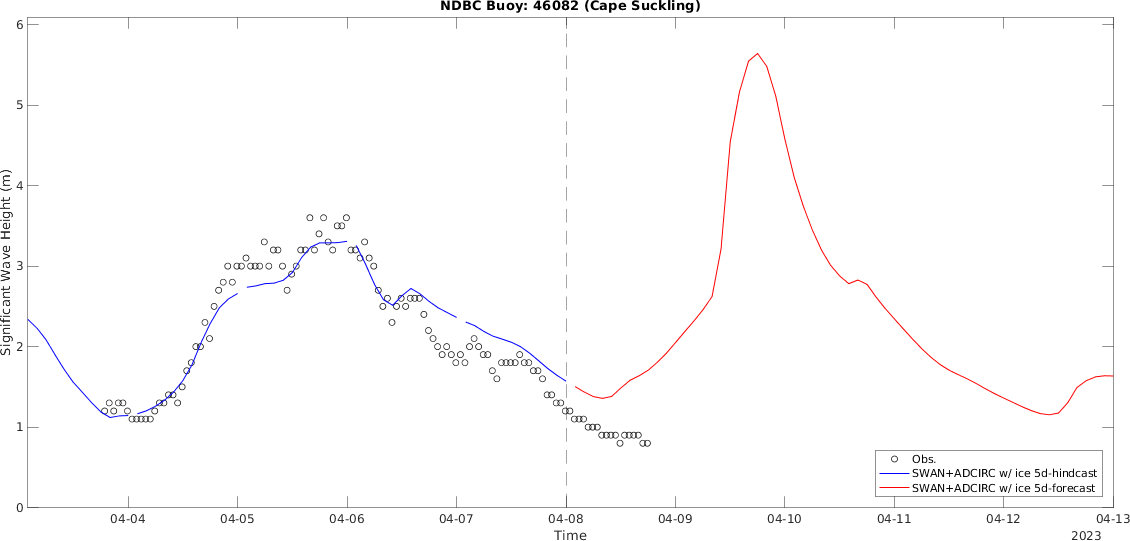 NDBC Buoy: 46082 (Cape Suckling)
6
5
4
3
2
1
0
Significant Wave Height (m)
Obs.
SWAN+ADCIRC w/ ice 5d-hindcast
SWAN+ADCIRC w/ ice 5d-forecast
04-04 04-05 04-06 04-07 04-08 04-09 04-10 04-11 04-12 04-13
Time
2023